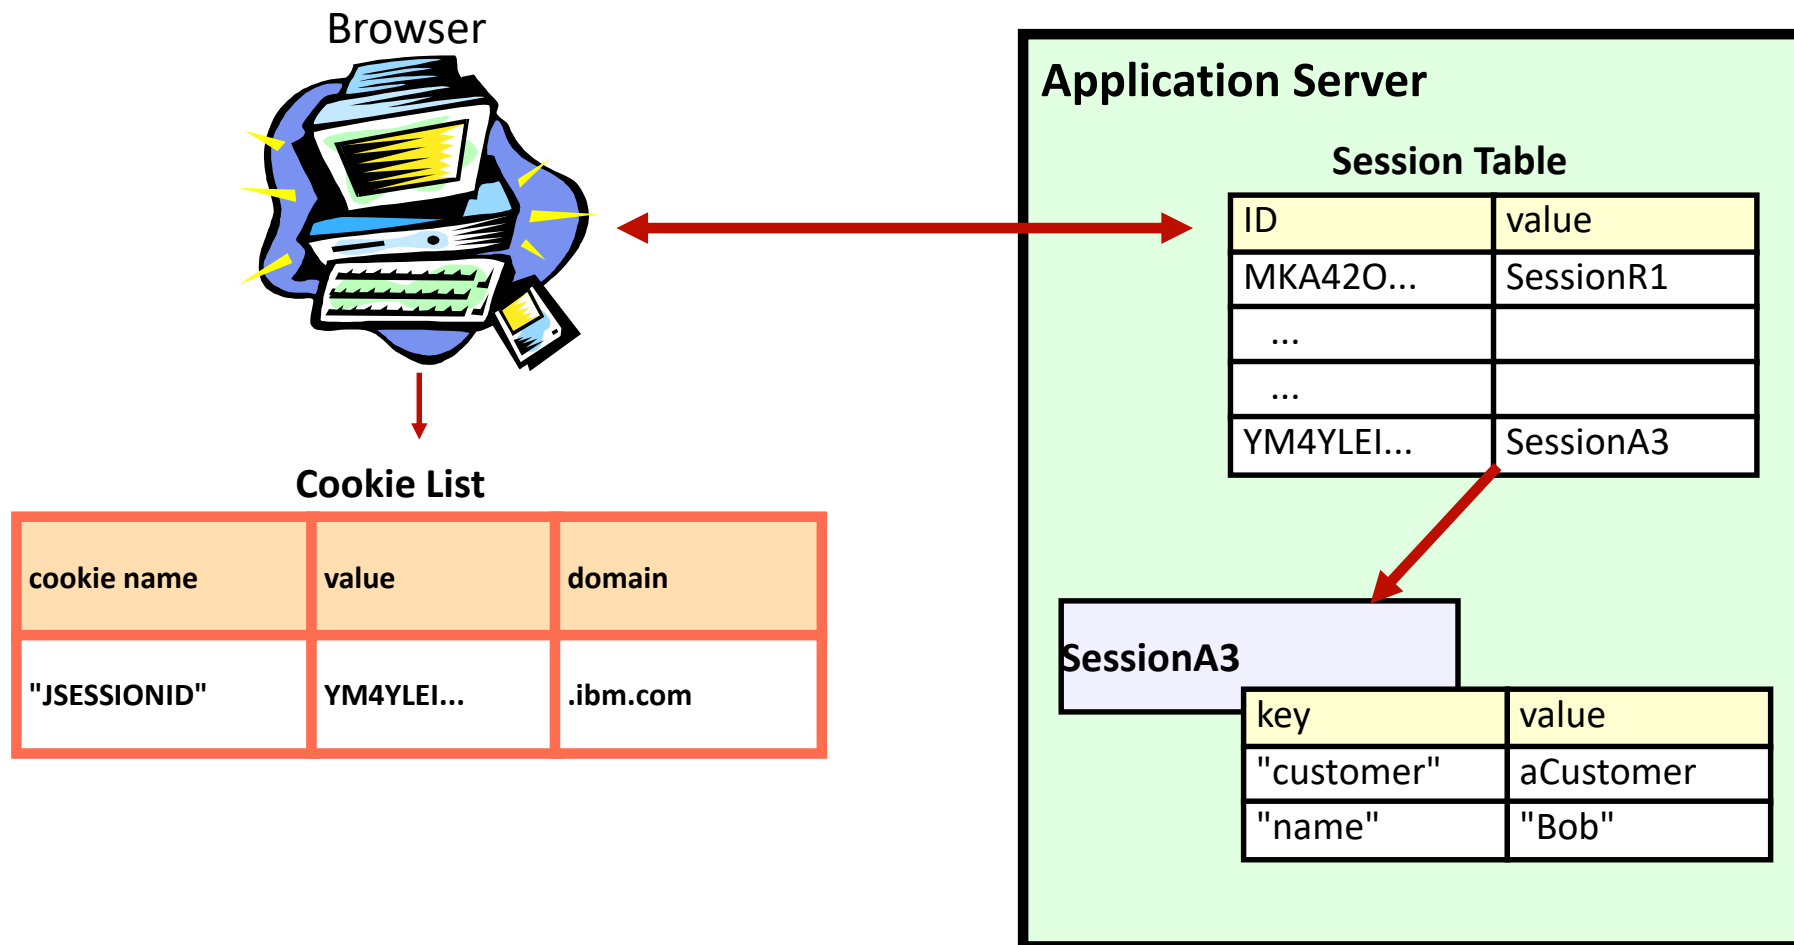 Browser
Cookie List
cookie name value domain
"JSESSIONID" YM4YLEI... .ibm.com
Application Server
Session Table
ID value
MKA42O... SessionR1
...
...
YM4YLEI... SessionA3
SessionA3
key value
"customer" aCustomer
"name" "Bob"